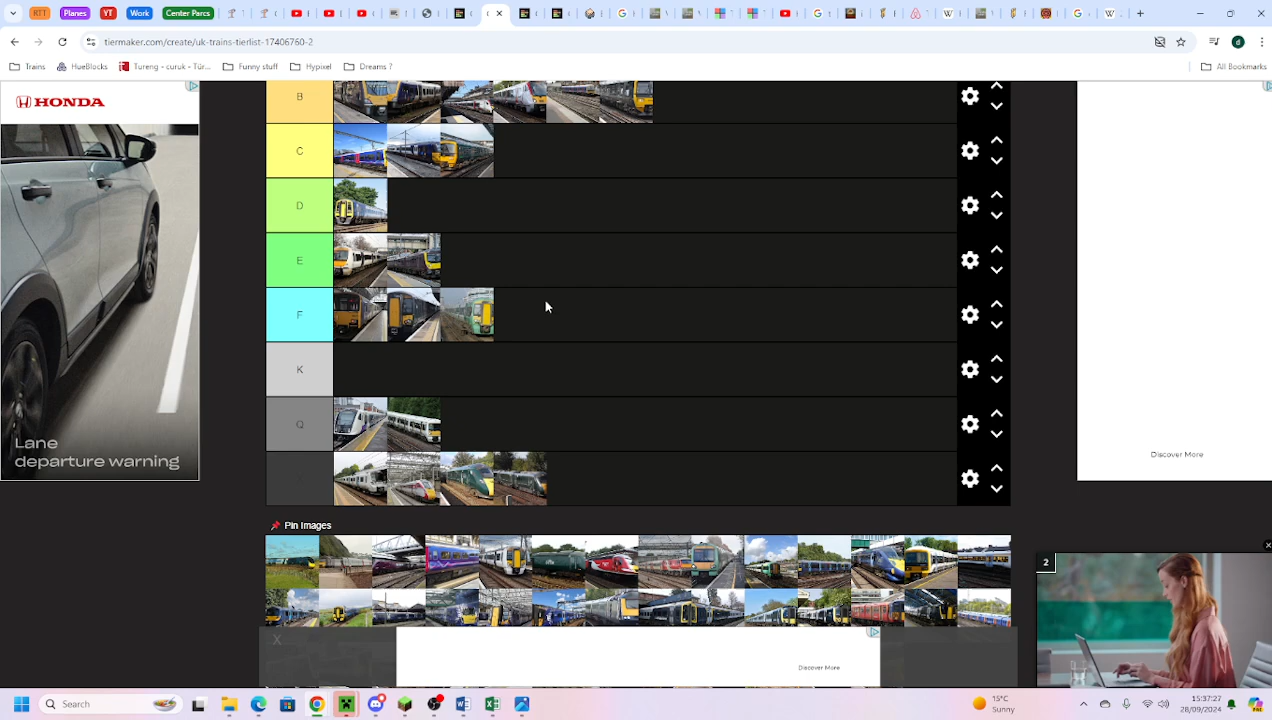 RTT
Planes
YT
Work
Center Parcs
tiermaker.com/create/uk-trains-tierlist-17406760-2
Trains
HueBlocks
Tureng - curuk - Tür...
Funny stuff
Hypixel
Dreams 7
All Bookmarks
HONDA
Lane
departure warning
B
C
D
E
F
K
Q
X
📌 Pin Images
Discover More
2
X
Discover More
Search
15°C
Sunny
15:37:27
28/09/2024